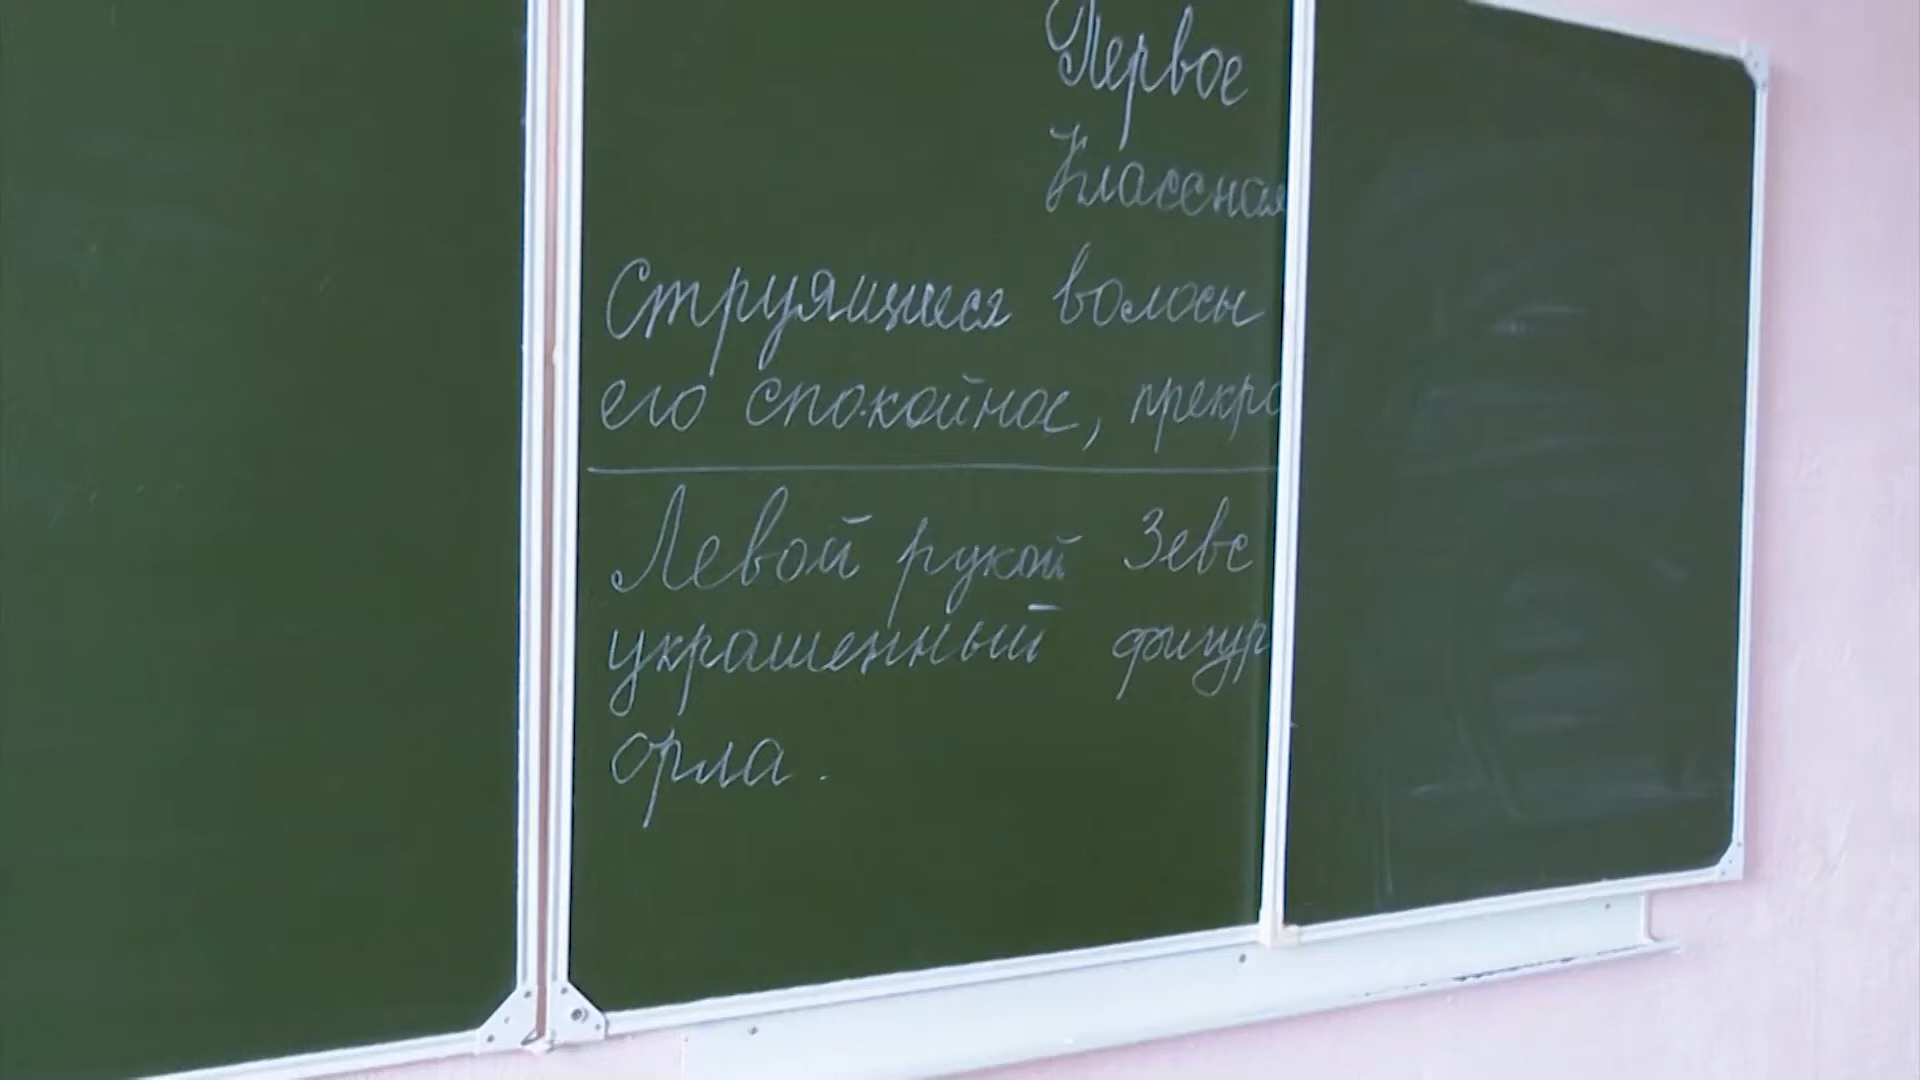 Первое
Классная
Струящиеся волосы
его спокойное, прекра
Левой рукой Зевс
украшенный фигур
орла.